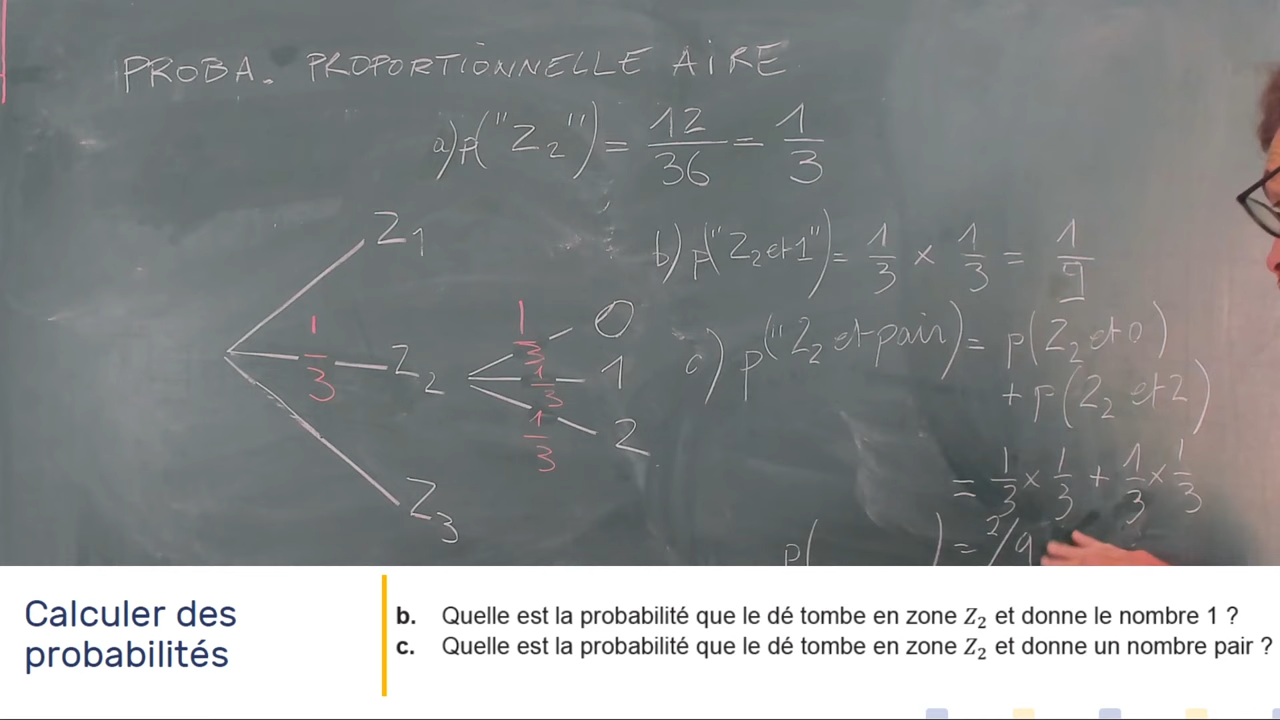 PROBA. PROPORTIONNELLE AIRE
a) p("Z₂") = 12/36 = 1/3
b) p("Z₂ et 1") = 1/3 × 1/3 = 1/9
c) p("Z₂ et pair) = p(Z₂ et 0)
+ p(Z₂ et 2)
= 1/3 × 1/3 + 1/3 × 1/3
p( ) = 2/9
Z₁
1/3 Z₂
Z₃
1/3 0
1/3 1
1/3 2
Calculer des
probabilités
b. Quelle est la probabilité que le dé tombe en zone Z₂ et donne le nombre 1 ?
c. Quelle est la probabilité que le dé tombe en zone Z₂ et donne un nombre pair ?